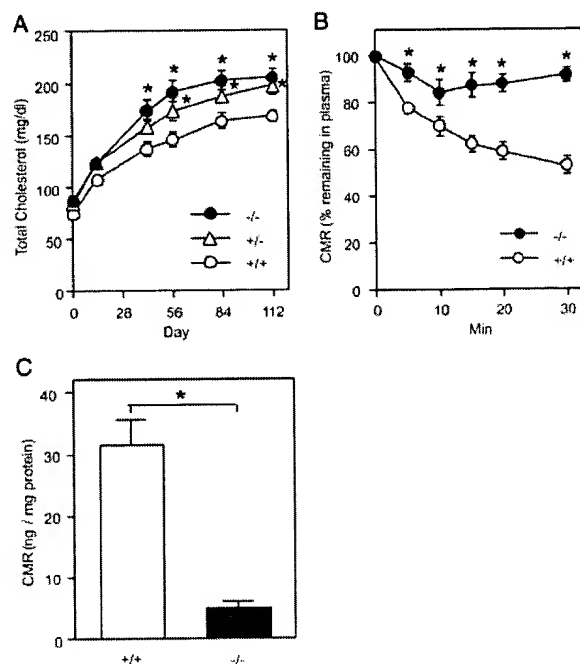 A
250
200
150
100
50
0
Total Cholesterol (mg/dl)
* * * *
* * *
-/-
+/-
+/+
0 28 56 84 112
Day
B
100
80
60
40
20
0
CMR (% remaining in plasma)
* * * * *
-/-
+/+
0 10 20 30
Min
C
40
30
20
10
0
CMR (ng / mg protein)
*
+/+ -/-